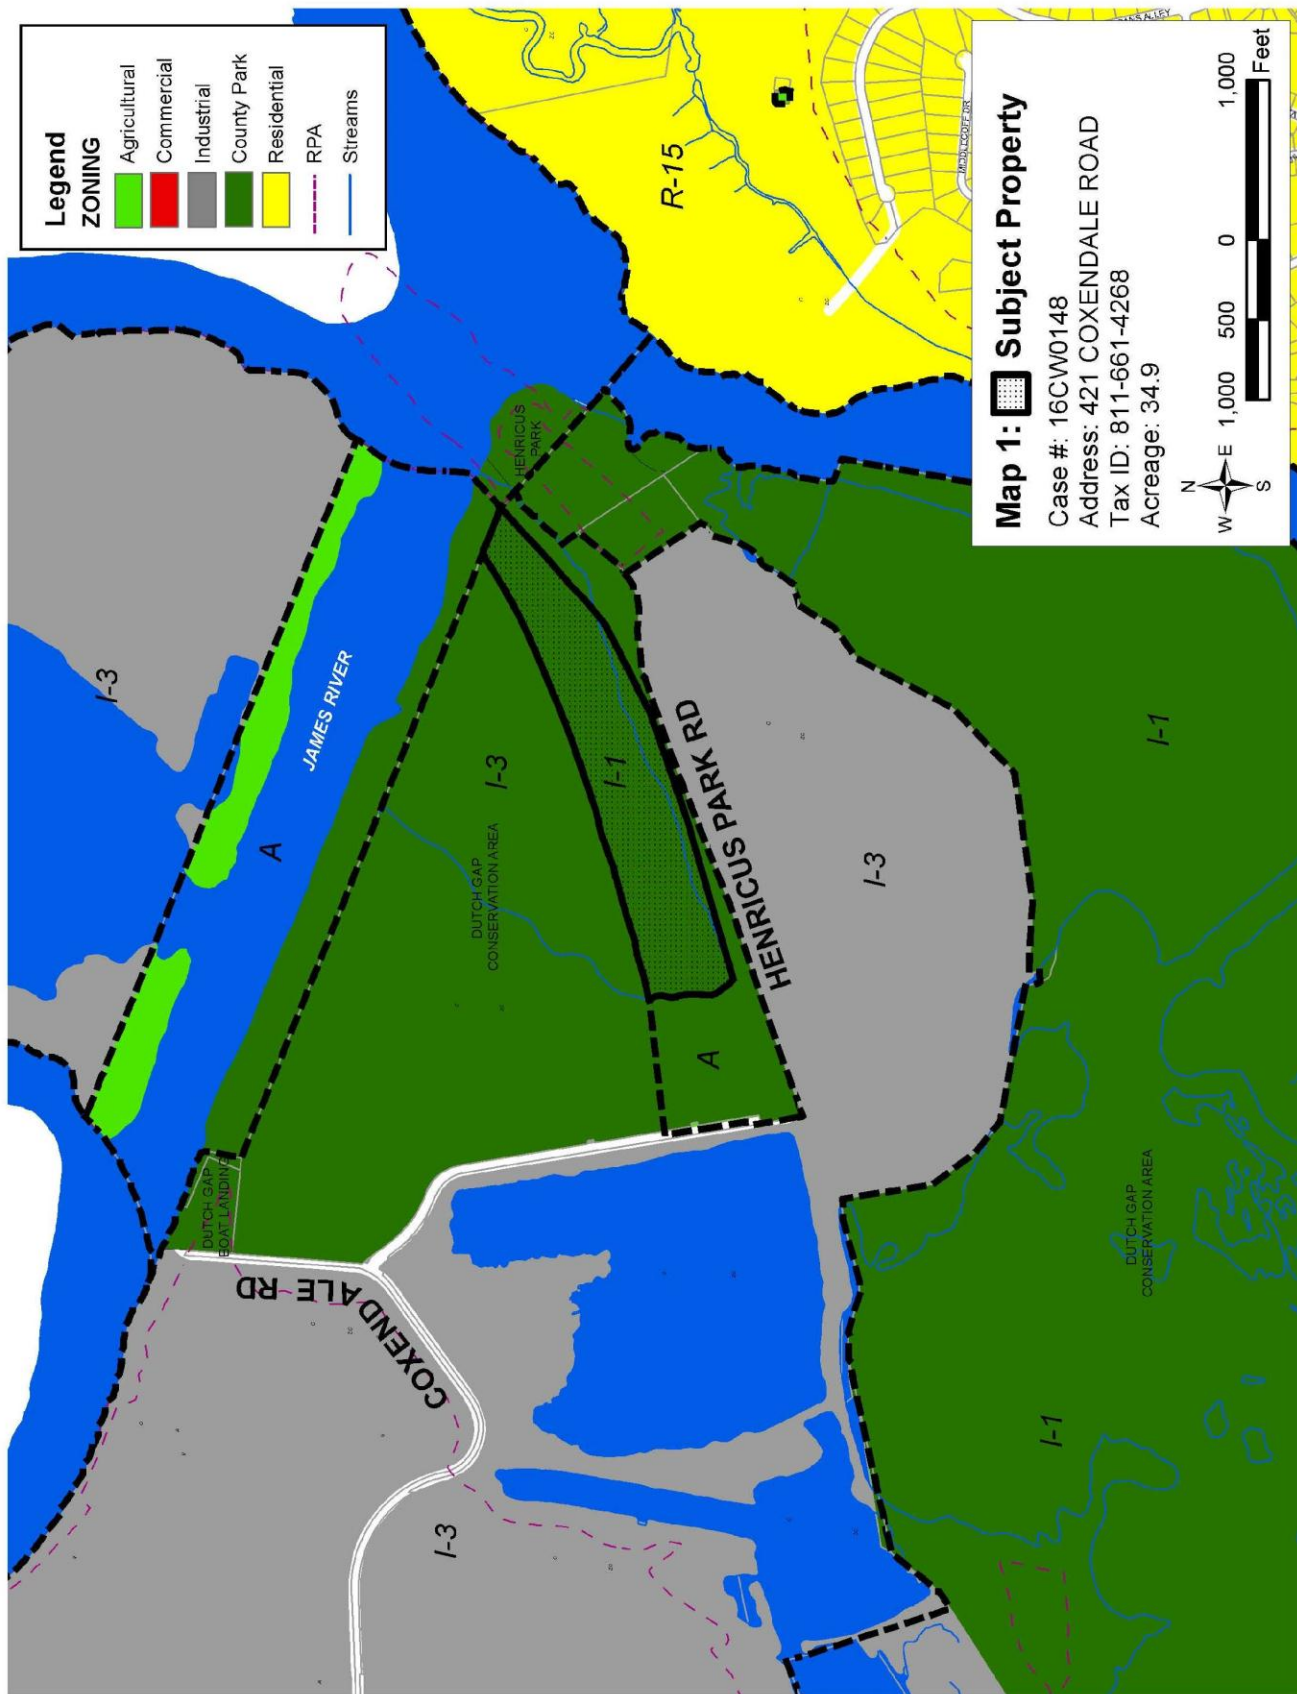 Legend
ZONING
Agricultural
Commercial
Industrial
County Park
Residential
RPA
Streams
I-3
JAMES RIVER
A
R-15
MIDDLECOFF DR
HENRICUS
PARK
DUTCH GAP
BOAT LANDING
COXENDALE RD
DUTCH GAP
CONSERVATION AREA
I-3
I-1
A
HENRICUS PARK RD
I-3
I-3
I-1
I-1
DUTCH GAP
CONSERVATION AREA
Map 1: Subject Property
Case #: 16CW0148
Address: 421 COXENDALE ROAD
Tax ID: 811-661-4268
Acreage: 34.9
N
W E
S
1,000 500 0 1,000
Feet